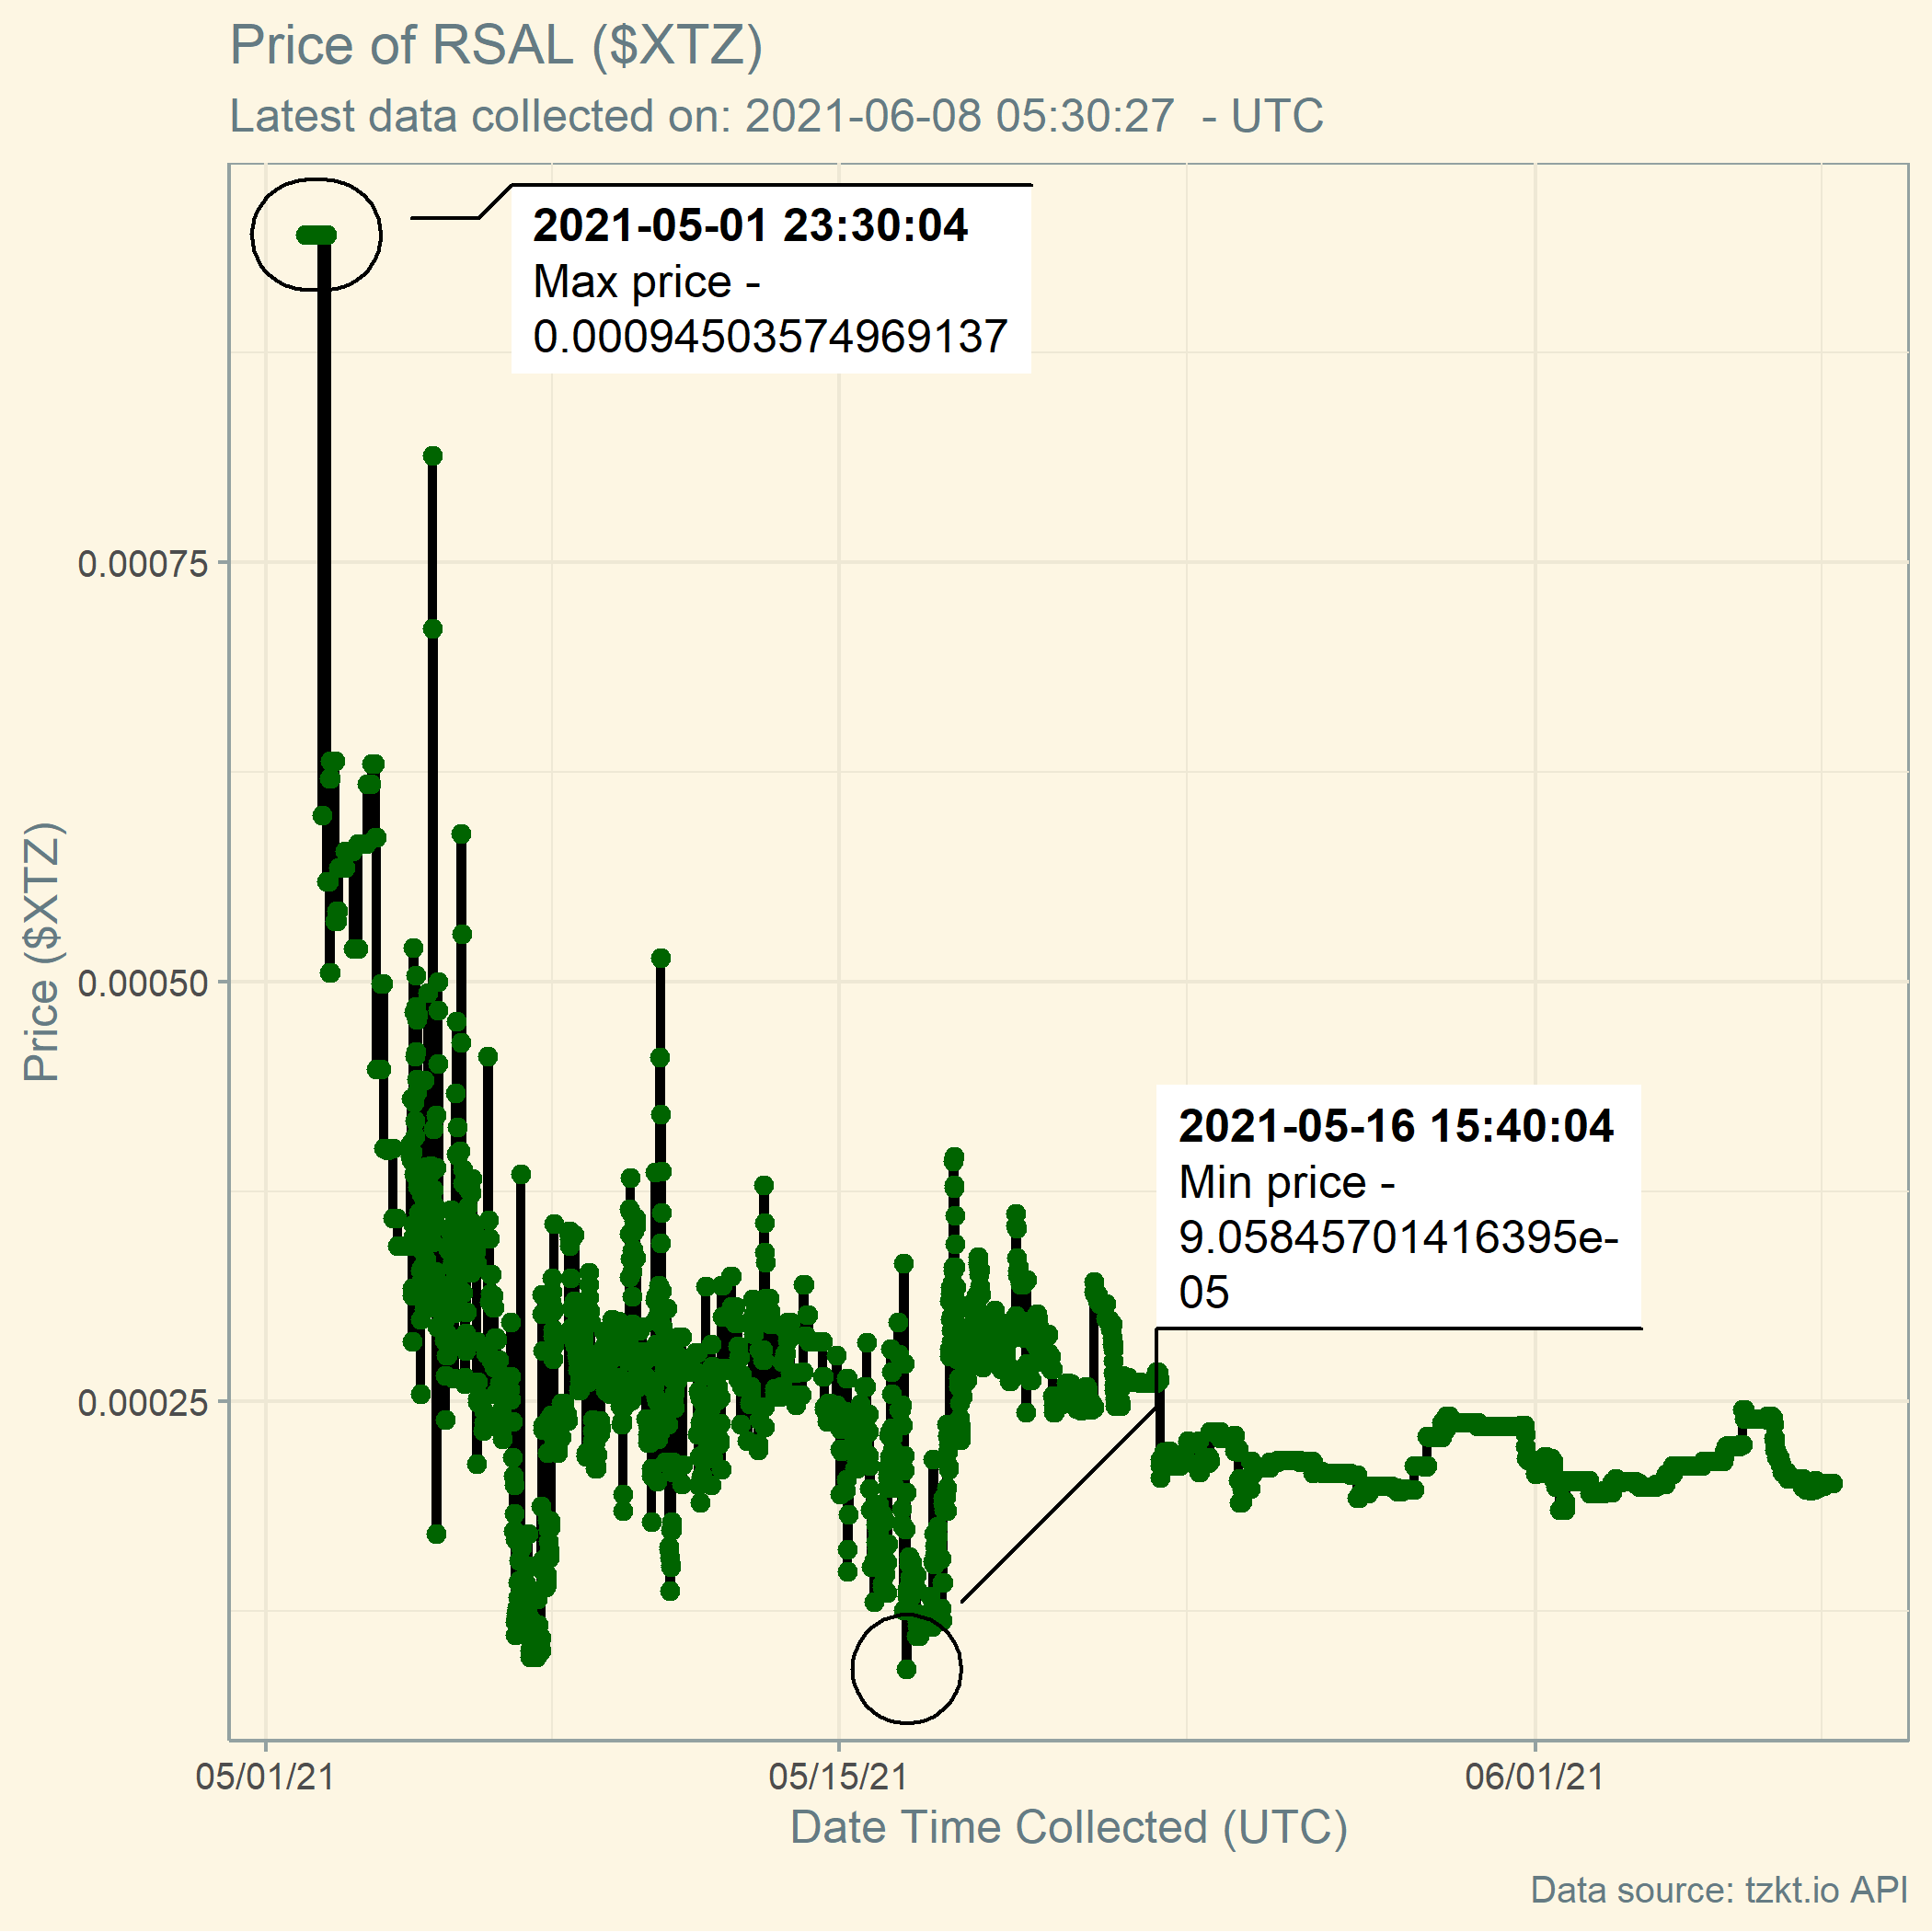 Price of RSAL ($XTZ)
Latest data collected on: 2021-06-08 05:30:27  - UTC
2021-05-01 23:30:04
Max price -
0.000945035749​69137
0.00075
Price ($XTZ)
0.00050
2021-05-16 15:40:04
Min price -
9.05845701416395e-
05
0.00025
05/01/21
05/15/21
06/01/21
Date Time Collected (UTC)
Data source: tzkt.io API